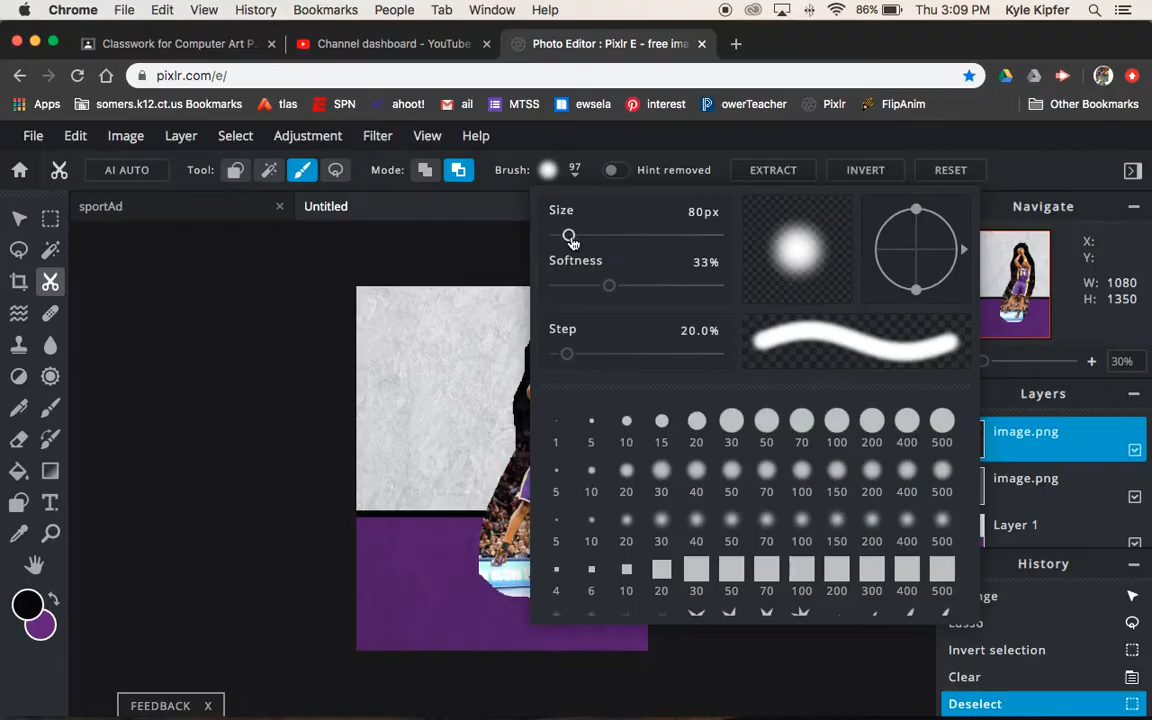 Chrome File Edit View History Bookmarks People Tab Window Help 86% Thu 3:09 PM Kyle Kipfer
Classwork for Computer Art P Channel dashboard - YouTube Photo Editor : Pixlr E - free ima
pixlr.com/e/
Apps somers.k12.ct.us Bookmarks tlas SPN ahoot! ail MTSS ewsela interest owerTeacher Pixlr FlipAnim Other Bookmarks
File Edit Image Layer Select Adjustment Filter View Help
AI AUTO Tool: Mode: Brush: 97 Hint removed EXTRACT INVERT RESET
sportAd Untitled Navigate
Size 80px
X:
Y:
Softness 33%
W: 1080
H: 1350
Step 20.0%
30%
Layers
1 5 10 15 20 30 50 70 100 200 400 500
image.png
5 10 20 30 40 50 70 100 150 200 400 500
image.png
5 10 20 30 40 50 70 100 150 200 400 500
Layer 1
4 6 10 20 30 50 70 100 200 300 400 500
History
nge
Lasso
Invert selection
Clear
Deselect
FEEDBACK X